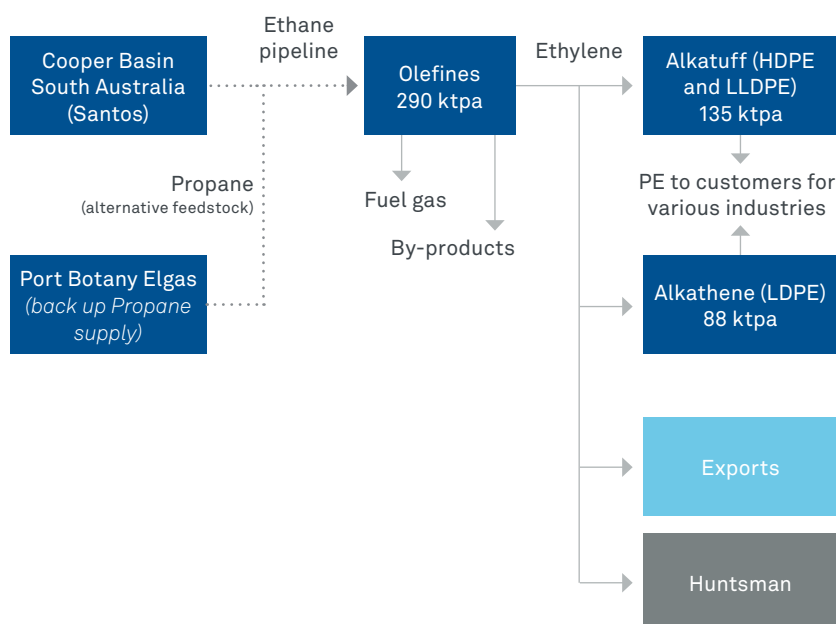 Ethane
pipeline
Cooper Basin
South Australia
(Santos)
Olefines
290 ktpa
Ethylene
Alkatuff (HDPE
and LLDPE)
135 ktpa
Propane
(alternative feedstock)
Fuel gas
By-products
PE to customers for
various industries
Port Botany Elgas
(back up Propane
supply)
Alkathene (LDPE)
88 ktpa
Exports
Huntsman